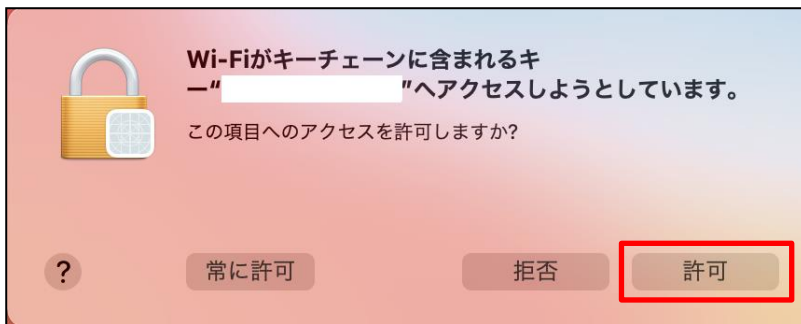 Wi-Fiがキーチェーンに含まれるキ
ー“ ”へアクセスしようとしています。
この項目へのアクセスを許可しますか?
? 常に許可 拒否 許可